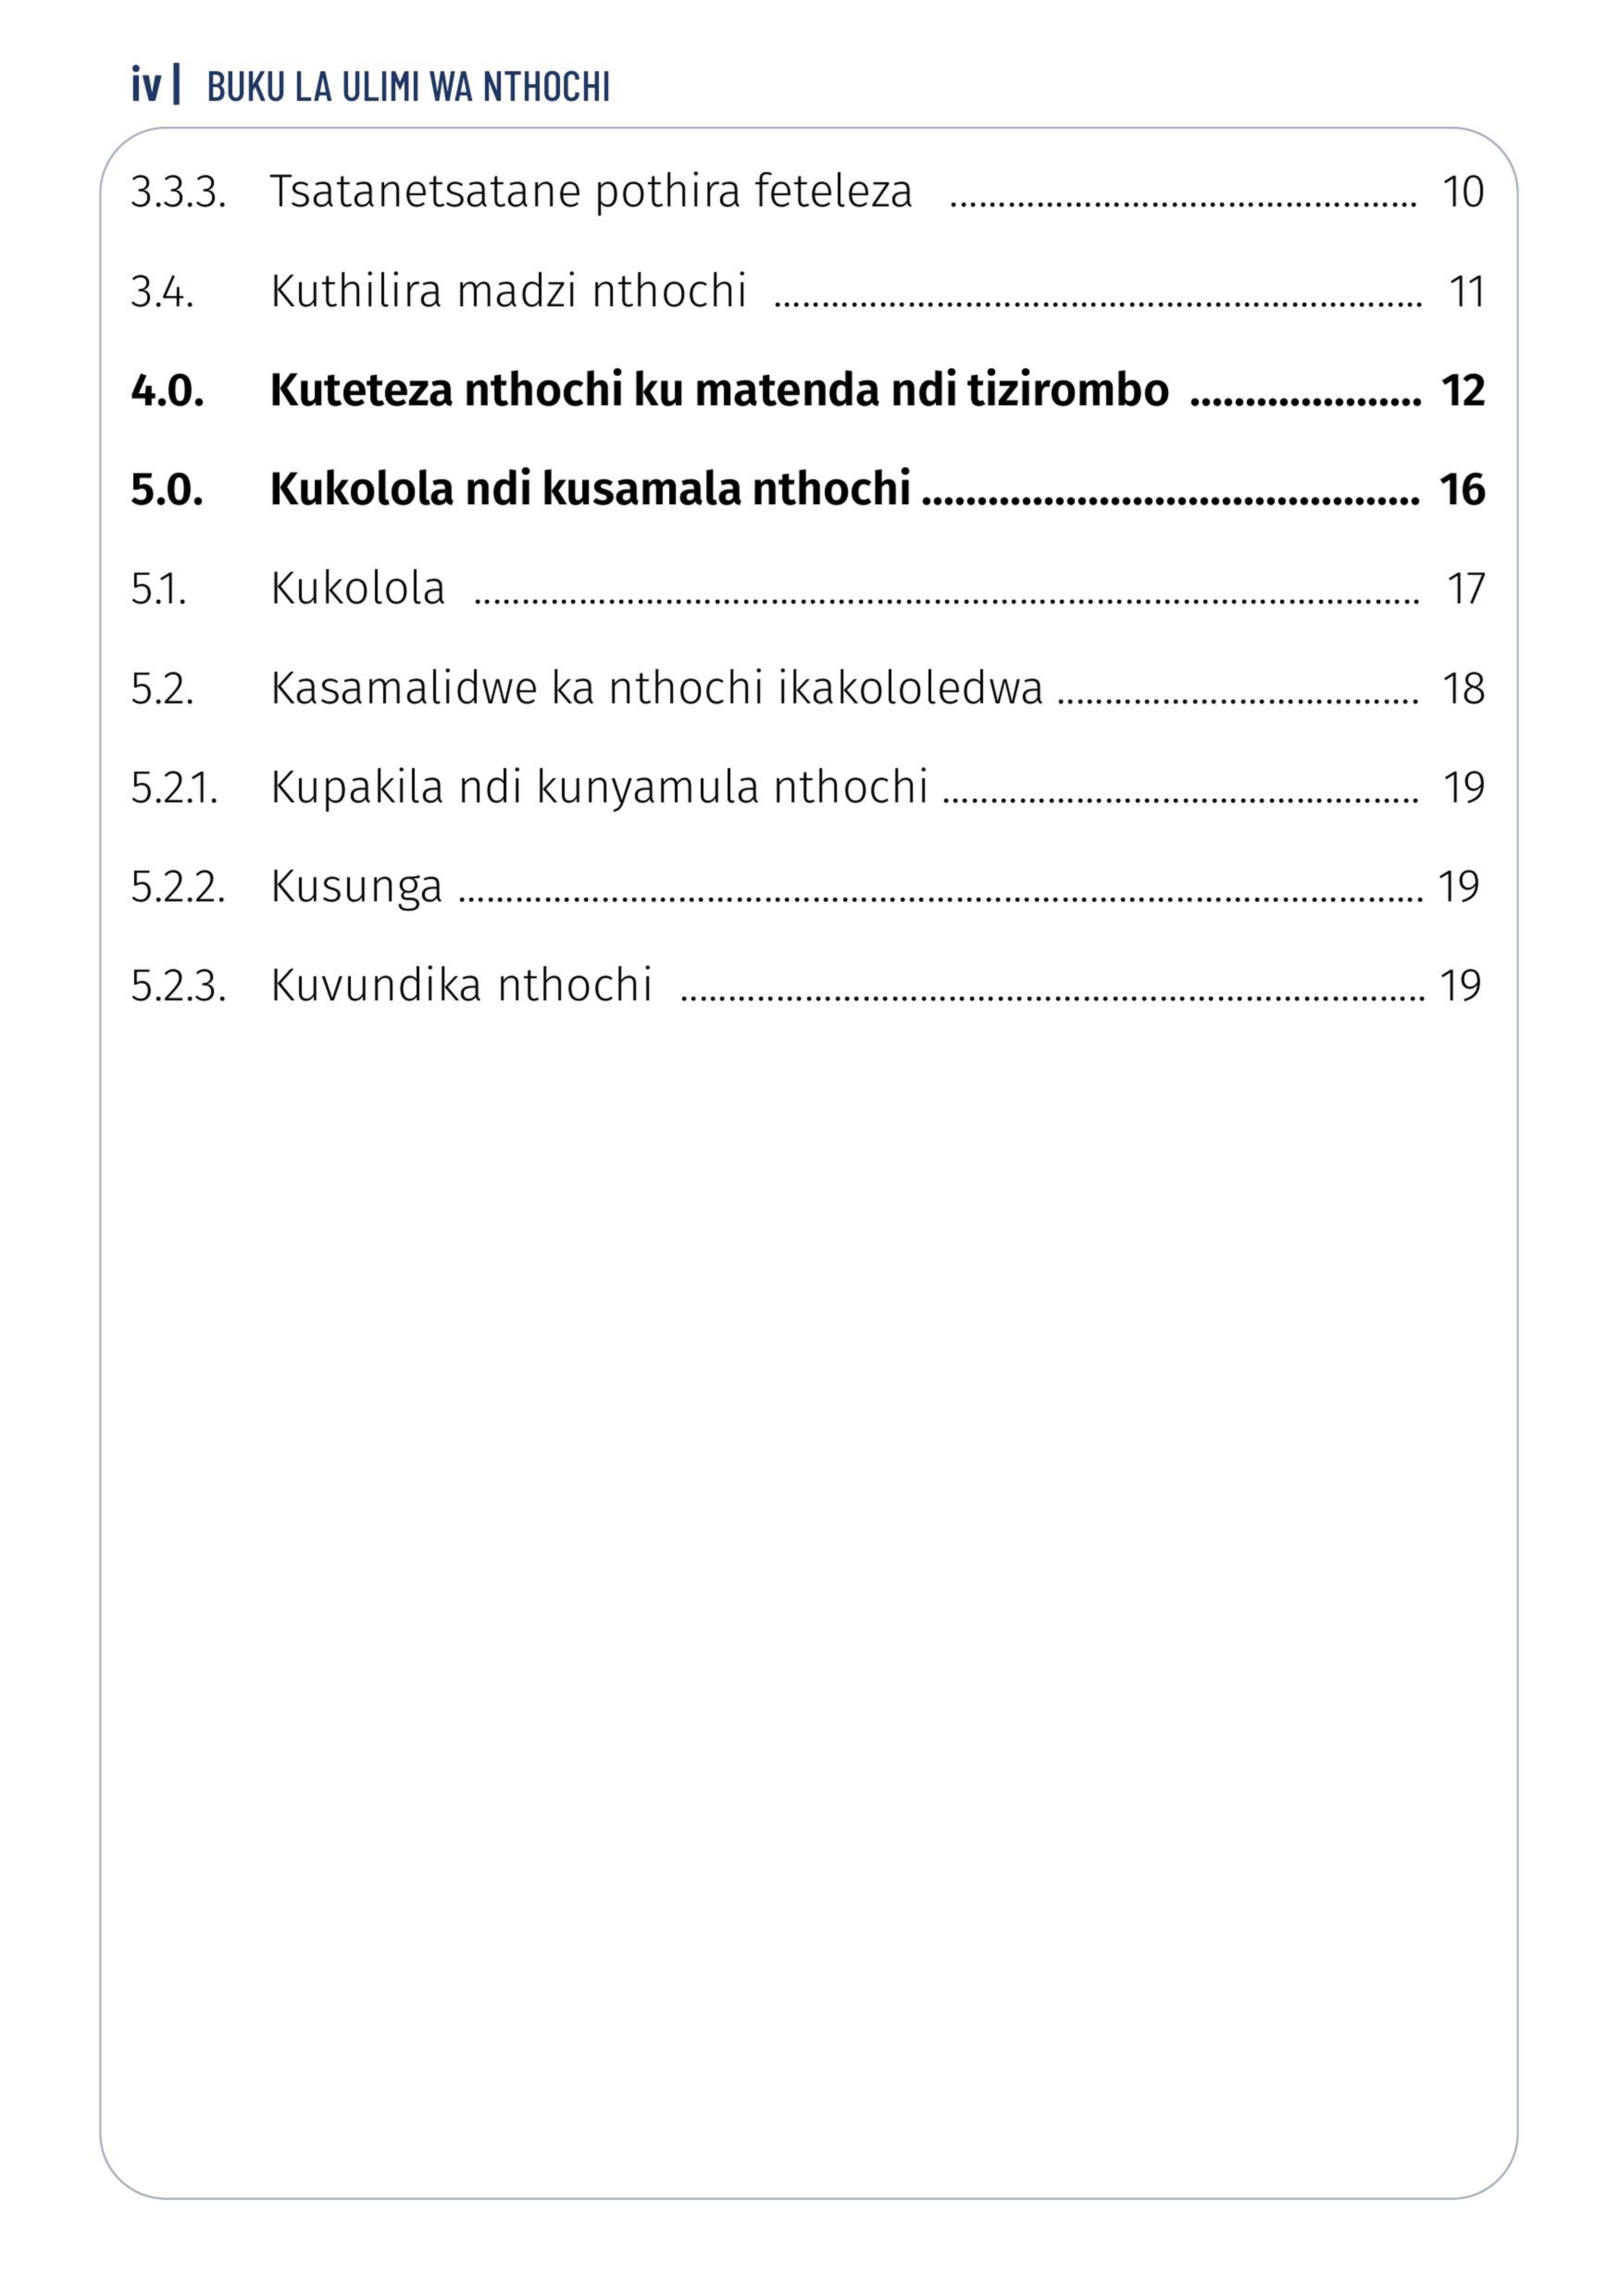 iv | BUKU LA ULIMI WA NTHOCHI
3.3.3. Tsatanetsatane pothira feteleza ................................................ 10
3.4. Kuthilira madzi nthochi .................................................................. 11
4.0. Kuteteza nthochi ku matenda ndi tizirombo ..................... 12
5.0. Kukolola ndi kusamala nthochi ............................................. 16
5.1. Kukolola ................................................................................................. 17
5.2. Kasamalidwe ka nthochi ikakololedwa ..................................... 18
5.2.1. Kupakila ndi kunyamula nthochi ................................................. 19
5.2.2. Kusunga ................................................................................................... 19
5.2.3. Kuvundika nthochi ............................................................................ 19